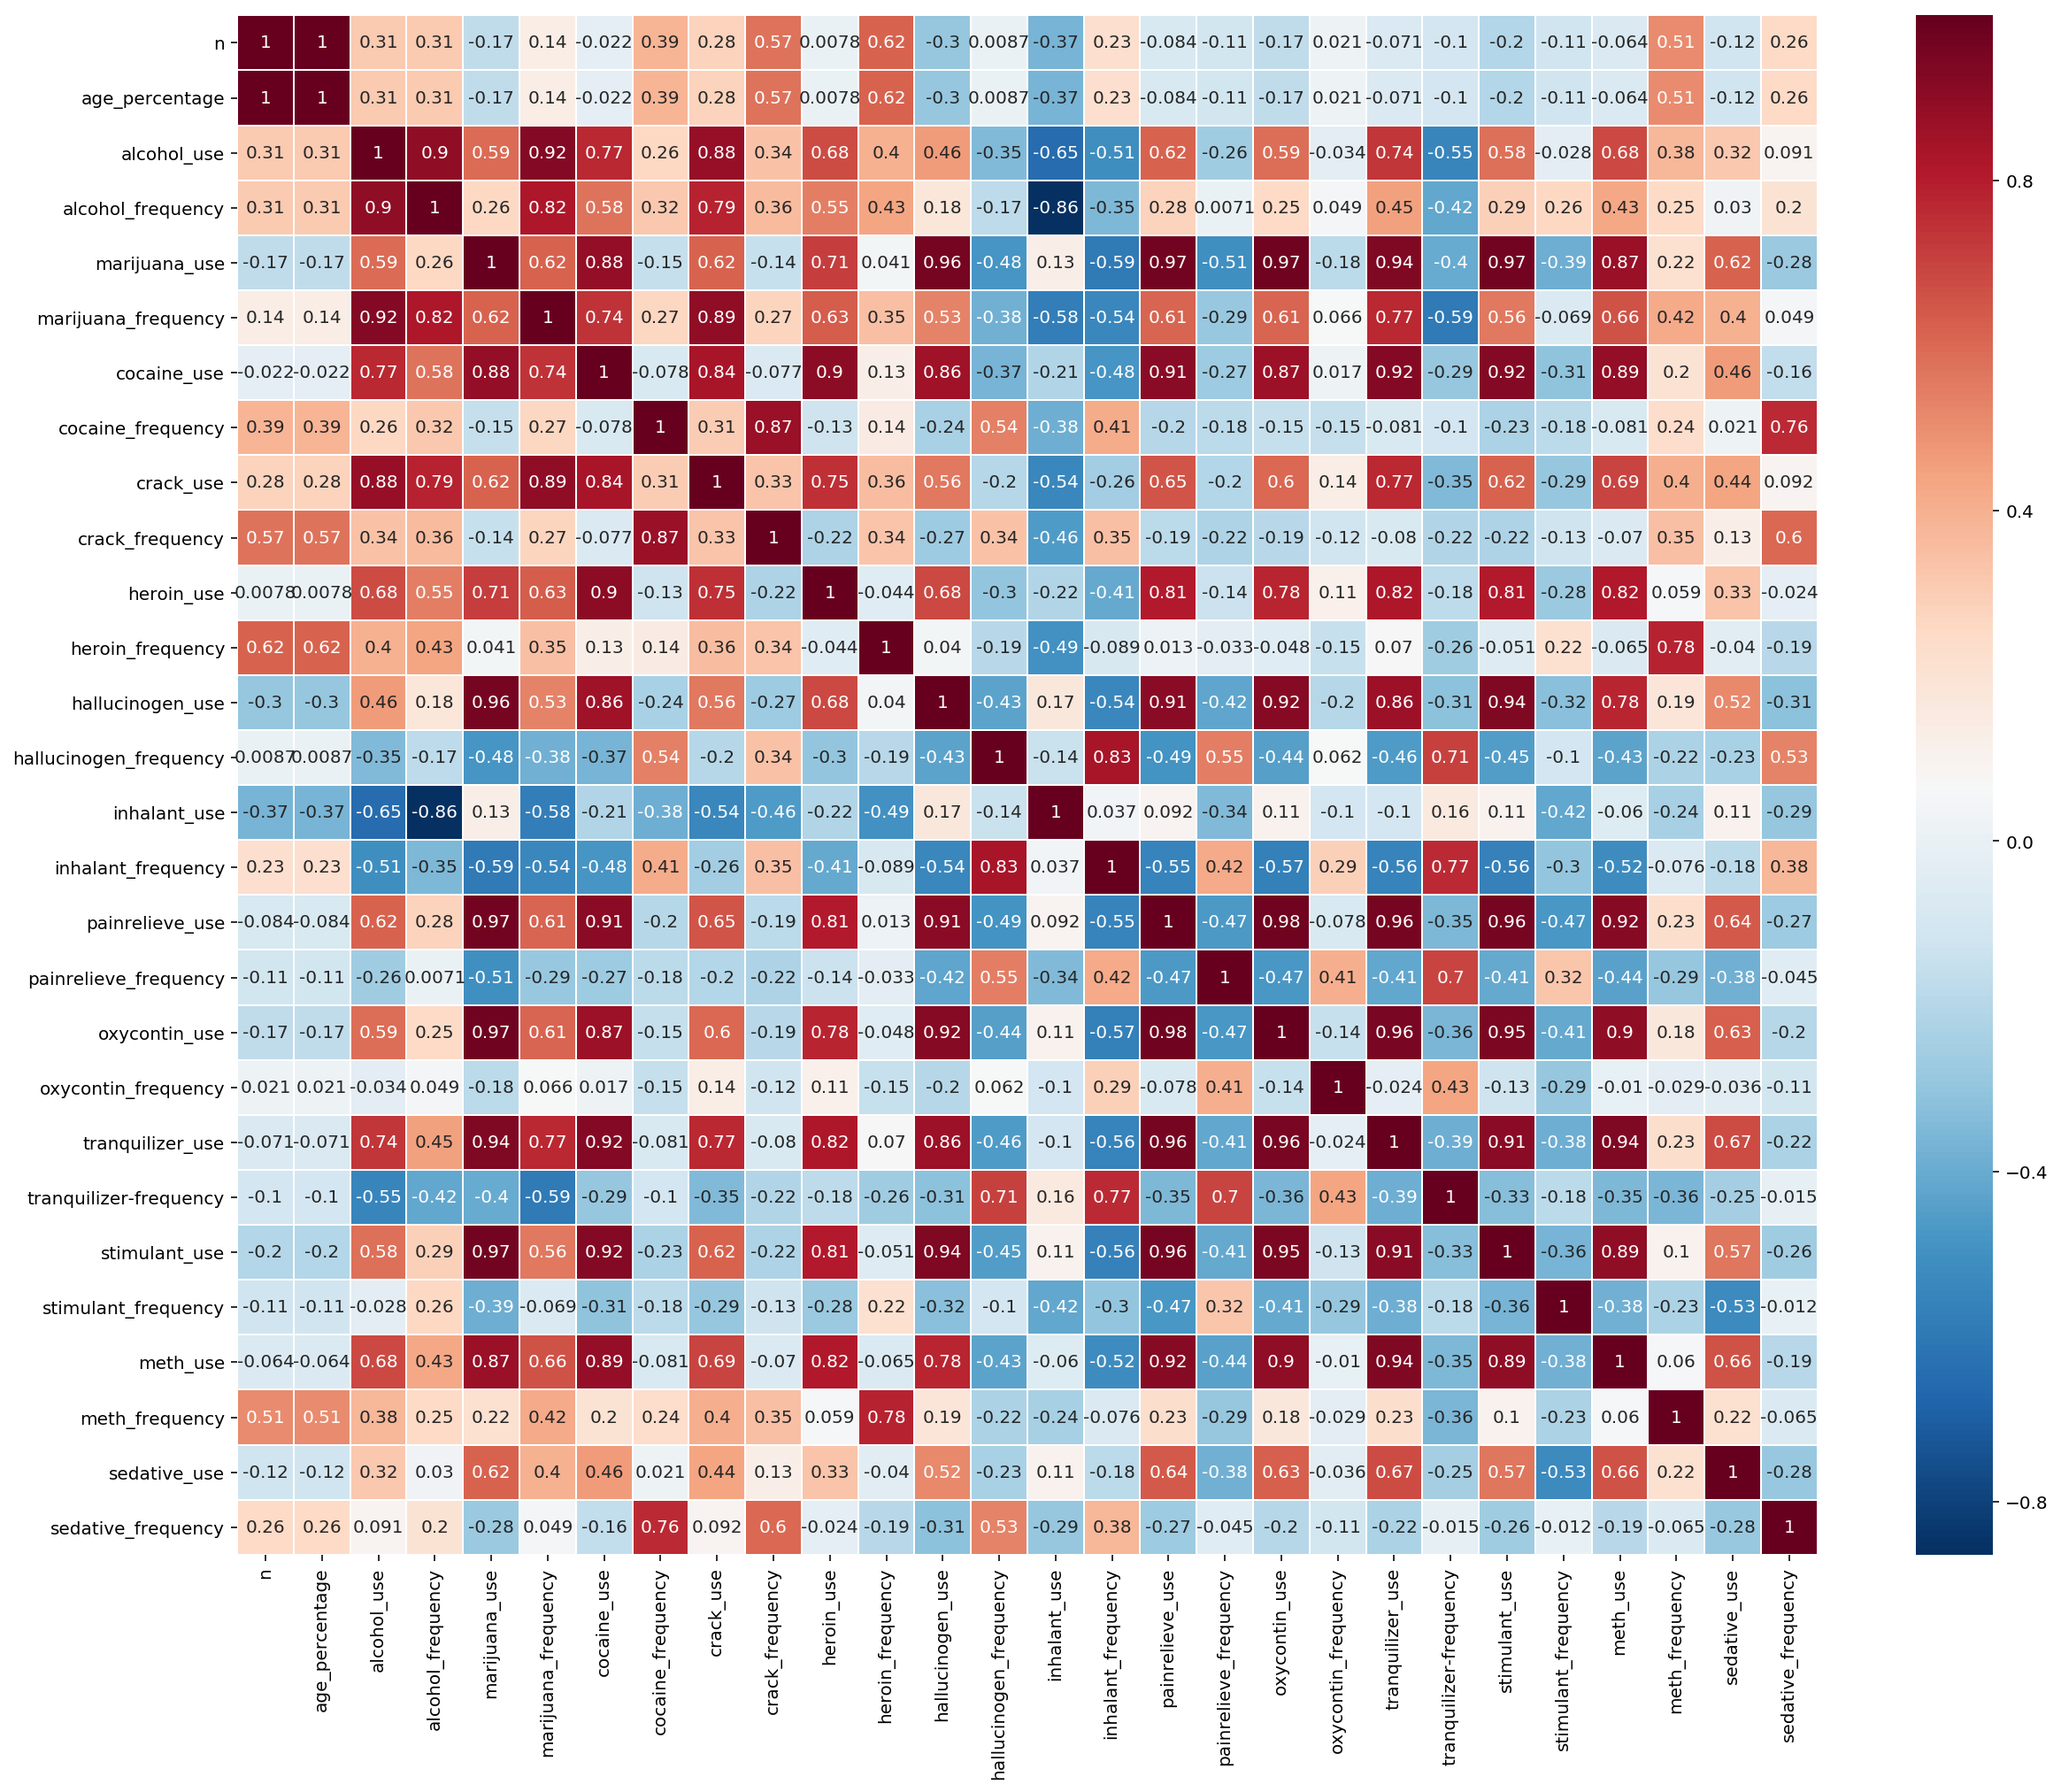 n 1 1 0.31 0.31 -0.17 0.14 -0.022 0.39 0.28 0.57 0.0078 0.62 -0.3 0.0087 -0.37 0.23 -0.084 -0.11 -0.17 0.021 -0.071 -0.1 -0.2 -0.11 -0.064 0.51 -0.12 0.26
age_percentage 1 1 0.31 0.31 -0.17 0.14 -0.022 0.39 0.28 0.57 0.0078 0.62 -0.3 0.0087 -0.37 0.23 -0.084 -0.11 -0.17 0.021 -0.071 -0.1 -0.2 -0.11 -0.064 0.51 -0.12 0.26
alcohol_use 0.31 0.31 1 0.9 0.59 0.92 0.77 0.26 0.88 0.34 0.68 0.4 0.46 -0.35 -0.65 -0.51 0.62 -0.26 0.59 -0.034 0.74 -0.55 0.58 -0.028 0.68 0.38 0.32 0.091
0.8
alcohol_frequency 0.31 0.31 0.9 1 0.26 0.82 0.58 0.32 0.79 0.36 0.55 0.43 0.18 -0.17 -0.86 -0.35 0.28 0.0071 0.25 0.049 0.45 -0.42 0.29 0.26 0.43 0.25 0.03 0.2
marijuana_use -0.17 -0.17 0.59 0.26 1 0.62 0.88 -0.15 0.62 -0.14 0.71 0.041 0.96 -0.48 0.13 -0.59 0.97 -0.51 0.97 -0.18 0.94 -0.4 0.97 -0.39 0.87 0.22 0.62 -0.28
marijuana_frequency 0.14 0.14 0.92 0.82 0.62 1 0.74 0.27 0.89 0.27 0.63 0.35 0.53 -0.38 -0.58 -0.54 0.61 -0.29 0.61 0.066 0.77 -0.59 0.56 -0.069 0.66 0.42 0.4 0.049
cocaine_use -0.022 -0.022 0.77 0.58 0.88 0.74 1 -0.078 0.84 -0.077 0.9 0.13 0.86 -0.37 -0.21 -0.48 0.91 -0.27 0.87 0.017 0.92 -0.29 0.92 -0.31 0.89 0.2 0.46 -0.16
cocaine_frequency 0.39 0.39 0.26 0.32 -0.15 0.27 -0.078 1 0.31 0.87 -0.13 0.14 -0.24 0.54 -0.38 0.41 -0.2 -0.18 -0.15 -0.15 -0.081 -0.1 -0.23 -0.18 -0.081 0.24 0.021 0.76
crack_use 0.28 0.28 0.88 0.79 0.62 0.89 0.84 0.31 1 0.33 0.75 0.36 0.56 -0.2 -0.54 -0.26 0.65 -0.2 0.6 0.14 0.77 -0.35 0.62 -0.29 0.69 0.4 0.44 0.092
0.4
crack_frequency 0.57 0.57 0.34 0.36 -0.14 0.27 -0.077 0.87 0.33 1 -0.22 0.34 -0.27 0.34 -0.46 0.35 -0.19 -0.22 -0.19 -0.12 -0.08 -0.22 -0.22 -0.13 -0.07 0.35 0.13 0.6
heroin_use 0.0078 0.0078 0.68 0.55 0.71 0.63 0.9 -0.13 0.75 -0.22 1 -0.044 0.68 -0.3 -0.22 -0.41 0.81 -0.14 0.78 0.11 0.82 -0.18 0.81 -0.28 0.82 0.059 0.33 -0.024
heroin_frequency 0.62 0.62 0.4 0.43 0.041 0.35 0.13 0.14 0.36 0.34 -0.044 1 0.04 -0.19 -0.49 -0.089 0.013 -0.033 -0.048 -0.15 0.07 -0.26 -0.051 0.22 -0.065 0.78 -0.04 -0.19
hallucinogen_use -0.3 -0.3 0.46 0.18 0.96 0.53 0.86 -0.24 0.56 -0.27 0.68 0.04 1 -0.43 0.17 -0.54 0.91 -0.42 0.92 -0.2 0.86 -0.31 0.94 -0.32 0.78 0.19 0.52 -0.31
hallucinogen_frequency 0.0087 0.0087 -0.35 -0.17 -0.48 -0.38 -0.37 0.54 -0.2 0.34 -0.3 -0.19 -0.43 1 -0.14 0.83 -0.49 0.55 -0.44 0.062 -0.46 0.71 -0.45 -0.1 -0.43 -0.22 -0.23 0.53
inhalant_use -0.37 -0.37 -0.65 -0.86 0.13 -0.58 -0.21 -0.38 -0.54 -0.46 -0.22 -0.49 0.17 -0.14 1 0.037 0.092 -0.34 0.11 -0.1 -0.1 0.16 0.11 -0.42 -0.06 -0.24 0.11 -0.29
0.0
inhalant_frequency 0.23 0.23 -0.51 -0.35 -0.59 -0.54 -0.48 0.41 -0.26 0.35 -0.41 -0.089 -0.54 0.83 0.037 1 -0.55 0.42 -0.57 0.29 -0.56 0.77 -0.56 -0.3 -0.52 -0.076 -0.18 0.38
painrelieve_use -0.084 -0.084 0.62 0.28 0.97 0.61 0.91 -0.2 0.65 -0.19 0.81 0.013 0.91 -0.49 0.092 -0.55 1 -0.47 0.98 -0.078 0.96 -0.35 0.96 -0.47 0.92 0.23 0.64 -0.27
painrelieve_frequency -0.11 -0.11 -0.26 0.0071 -0.51 -0.29 -0.27 -0.18 -0.2 -0.22 -0.14 -0.033 -0.42 0.55 -0.34 0.42 -0.47 1 -0.47 0.41 -0.41 0.7 -0.41 0.32 -0.44 -0.29 -0.38 -0.045
oxycontin_use -0.17 -0.17 0.59 0.25 0.97 0.61 0.87 -0.15 0.6 -0.19 0.78 -0.048 0.92 -0.44 0.11 -0.57 0.98 -0.47 1 -0.14 0.96 -0.36 0.95 -0.41 0.9 0.18 0.63 -0.2
oxycontin_frequency 0.021 0.021 -0.034 0.049 -0.18 0.066 0.017 -0.15 0.14 -0.12 0.11 -0.15 -0.2 0.062 -0.1 0.29 -0.078 0.41 -0.14 1 -0.024 0.43 -0.13 -0.29 -0.01 -0.029 -0.036 -0.11
tranquilizer_use -0.071 -0.071 0.74 0.45 0.94 0.77 0.92 -0.081 0.77 -0.08 0.82 0.07 0.86 -0.46 -0.1 -0.56 0.96 -0.41 0.96 -0.024 1 -0.39 0.91 -0.38 0.94 0.23 0.67 -0.22
−0.4
tranquilizer-frequency -0.1 -0.1 -0.55 -0.42 -0.4 -0.59 -0.29 -0.1 -0.35 -0.22 -0.18 -0.26 -0.31 0.71 0.16 0.77 -0.35 0.7 -0.36 0.43 -0.39 1 -0.33 -0.18 -0.35 -0.36 -0.25 -0.015
stimulant_use -0.2 -0.2 0.58 0.29 0.97 0.56 0.92 -0.23 0.62 -0.22 0.81 -0.051 0.94 -0.45 0.11 -0.56 0.96 -0.41 0.95 -0.13 0.91 -0.33 1 -0.36 0.89 0.1 0.57 -0.26
stimulant_frequency -0.11 -0.11 -0.028 0.26 -0.39 -0.069 -0.31 -0.18 -0.29 -0.13 -0.28 0.22 -0.32 -0.1 -0.42 -0.3 -0.47 0.32 -0.41 -0.29 -0.38 -0.18 -0.36 1 -0.38 -0.23 -0.53 -0.012
meth_use -0.064 -0.064 0.68 0.43 0.87 0.66 0.89 -0.081 0.69 -0.07 0.82 -0.065 0.78 -0.43 -0.06 -0.52 0.92 -0.44 0.9 -0.01 0.94 -0.35 0.89 -0.38 1 0.06 0.66 -0.19
meth_frequency 0.51 0.51 0.38 0.25 0.22 0.42 0.2 0.24 0.4 0.35 0.059 0.78 0.19 -0.22 -0.24 -0.076 0.23 -0.29 0.18 -0.029 0.23 -0.36 0.1 -0.23 0.06 1 0.22 -0.065
sedative_use -0.12 -0.12 0.32 0.03 0.62 0.4 0.46 0.021 0.44 0.13 0.33 -0.04 0.52 -0.23 0.11 -0.18 0.64 -0.38 0.63 -0.036 0.67 -0.25 0.57 -0.53 0.66 0.22 1 -0.28
−0.8
sedative_frequency 0.26 0.26 0.091 0.2 -0.28 0.049 -0.16 0.76 0.092 0.6 -0.024 -0.19 -0.31 0.53 -0.29 0.38 -0.27 -0.045 -0.2 -0.11 -0.22 -0.015 -0.26 -0.012 -0.19 -0.065 -0.28 1
n
age_percentage
alcohol_use
alcohol_frequency
marijuana_use
marijuana_frequency
cocaine_use
cocaine_frequency
crack_use
crack_frequency
heroin_use
heroin_frequency
hallucinogen_use
hallucinogen_frequency
inhalant_use
inhalant_frequency
painrelieve_use
painrelieve_frequency
oxycontin_use
oxycontin_frequency
tranquilizer_use
tranquilizer-frequency
stimulant_use
stimulant_frequency
meth_use
meth_frequency
sedative_use
sedative_frequency